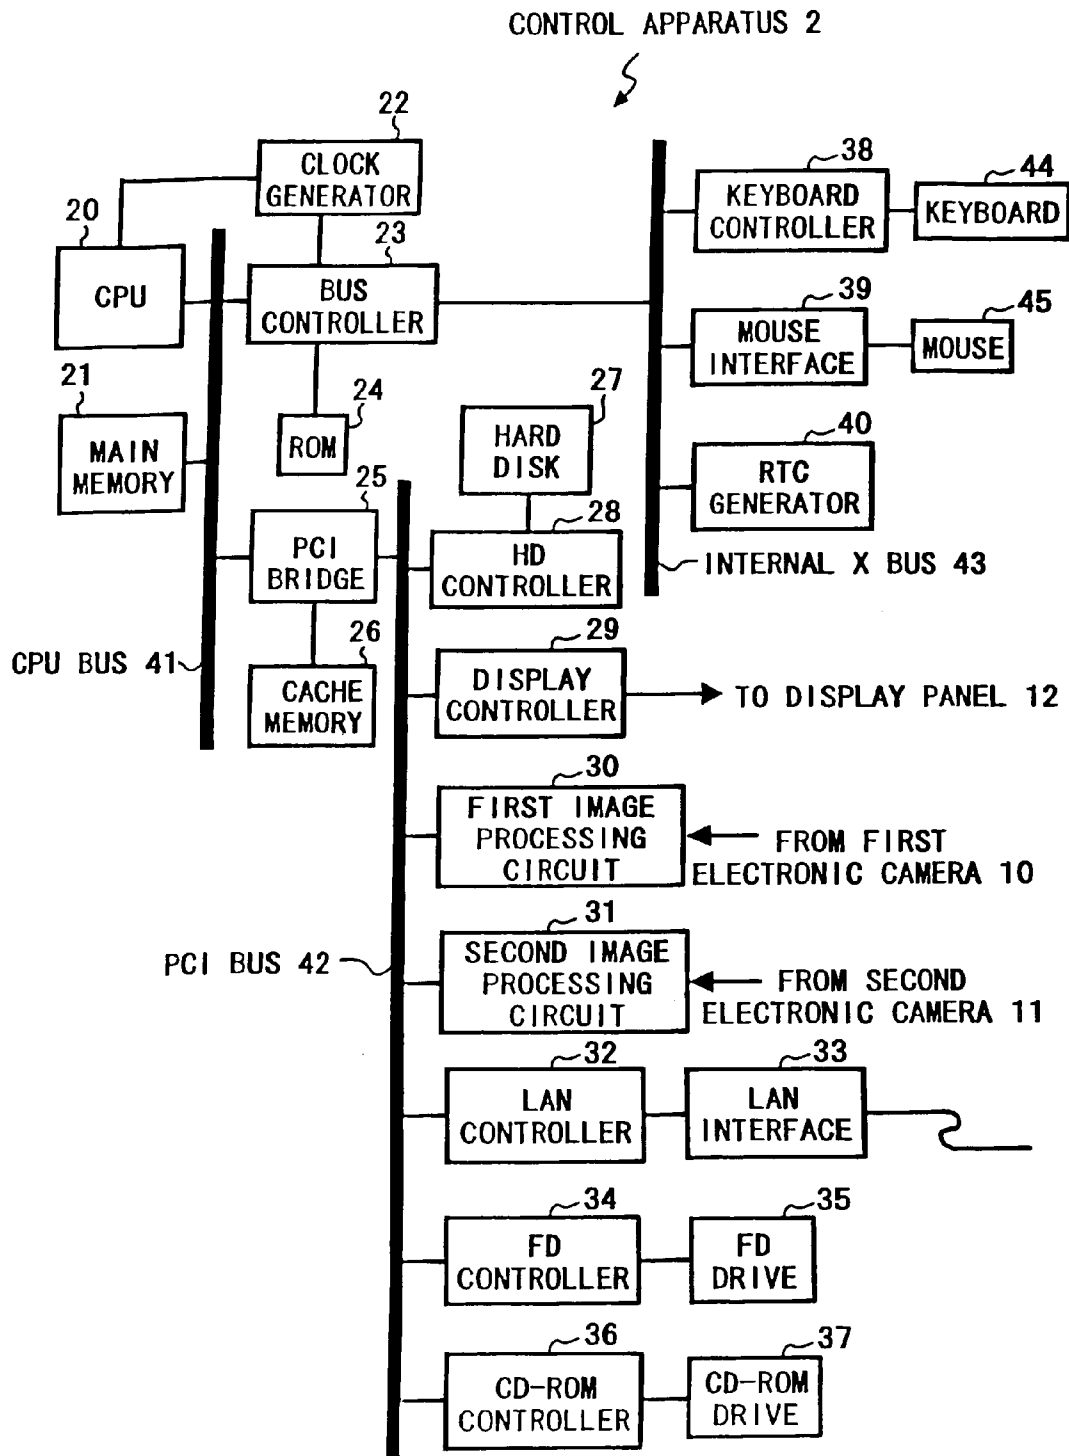 CONTROL APPARATUS 2
22
CLOCK
GENERATOR
20
CPU
23
BUS
CONTROLLER
21
MAIN
MEMORY
24
ROM
25
PCI
BRIDGE
26
CACHE
MEMORY
CPU BUS 41
27
HARD
DISK
28
HD
CONTROLLER
38
KEYBOARD
CONTROLLER
44
KEYBOARD
39
MOUSE
INTERFACE
45
MOUSE
40
RTC
GENERATOR
INTERNAL X BUS 43
29
DISPLAY
CONTROLLER
TO DISPLAY PANEL 12
30
FIRST IMAGE
PROCESSING
CIRCUIT
FROM FIRST
ELECTRONIC CAMERA 10
PCI BUS 42
31
SECOND IMAGE
PROCESSING
CIRCUIT
FROM SECOND
ELECTRONIC CAMERA 11
32
LAN
CONTROLLER
33
LAN
INTERFACE
34
FD
CONTROLLER
35
FD
DRIVE
36
CD-ROM
CONTROLLER
37
CD-ROM
DRIVE